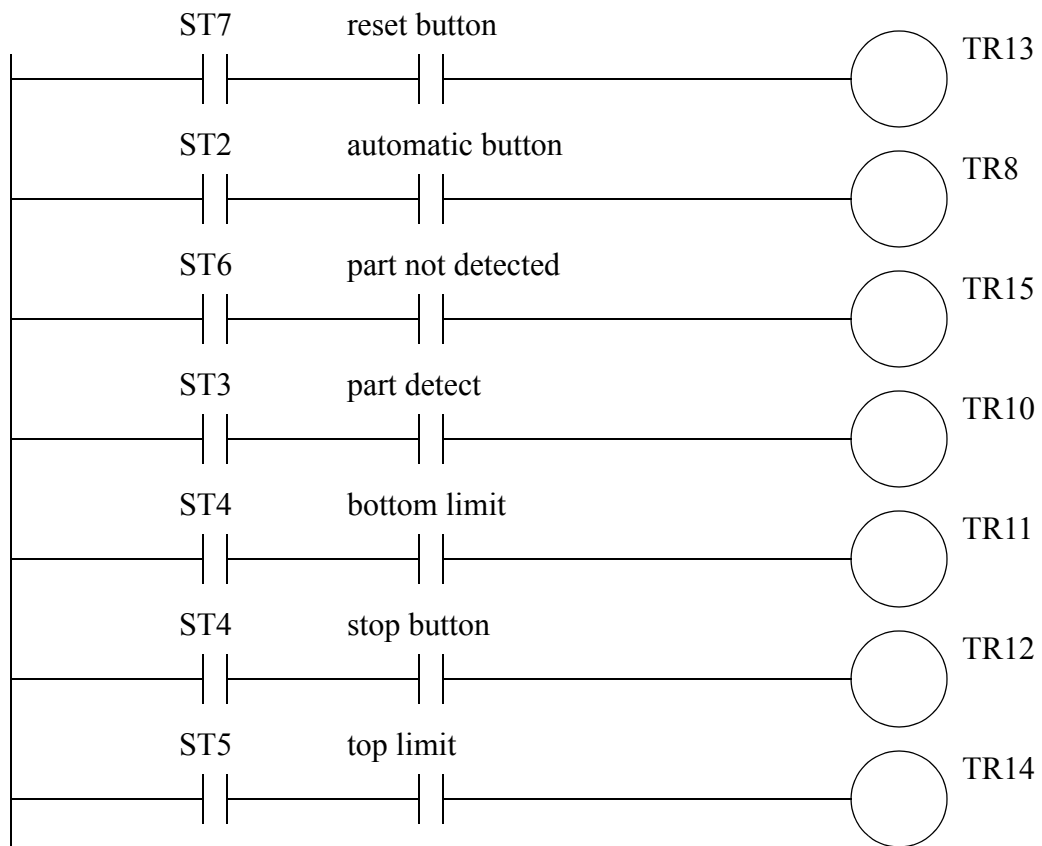 ST7 reset button TR13
ST2 automatic button TR8
ST6 part not detected TR15
ST3 part detect TR10
ST4 bottom limit TR11
ST4 stop button TR12
ST5 top limit TR14